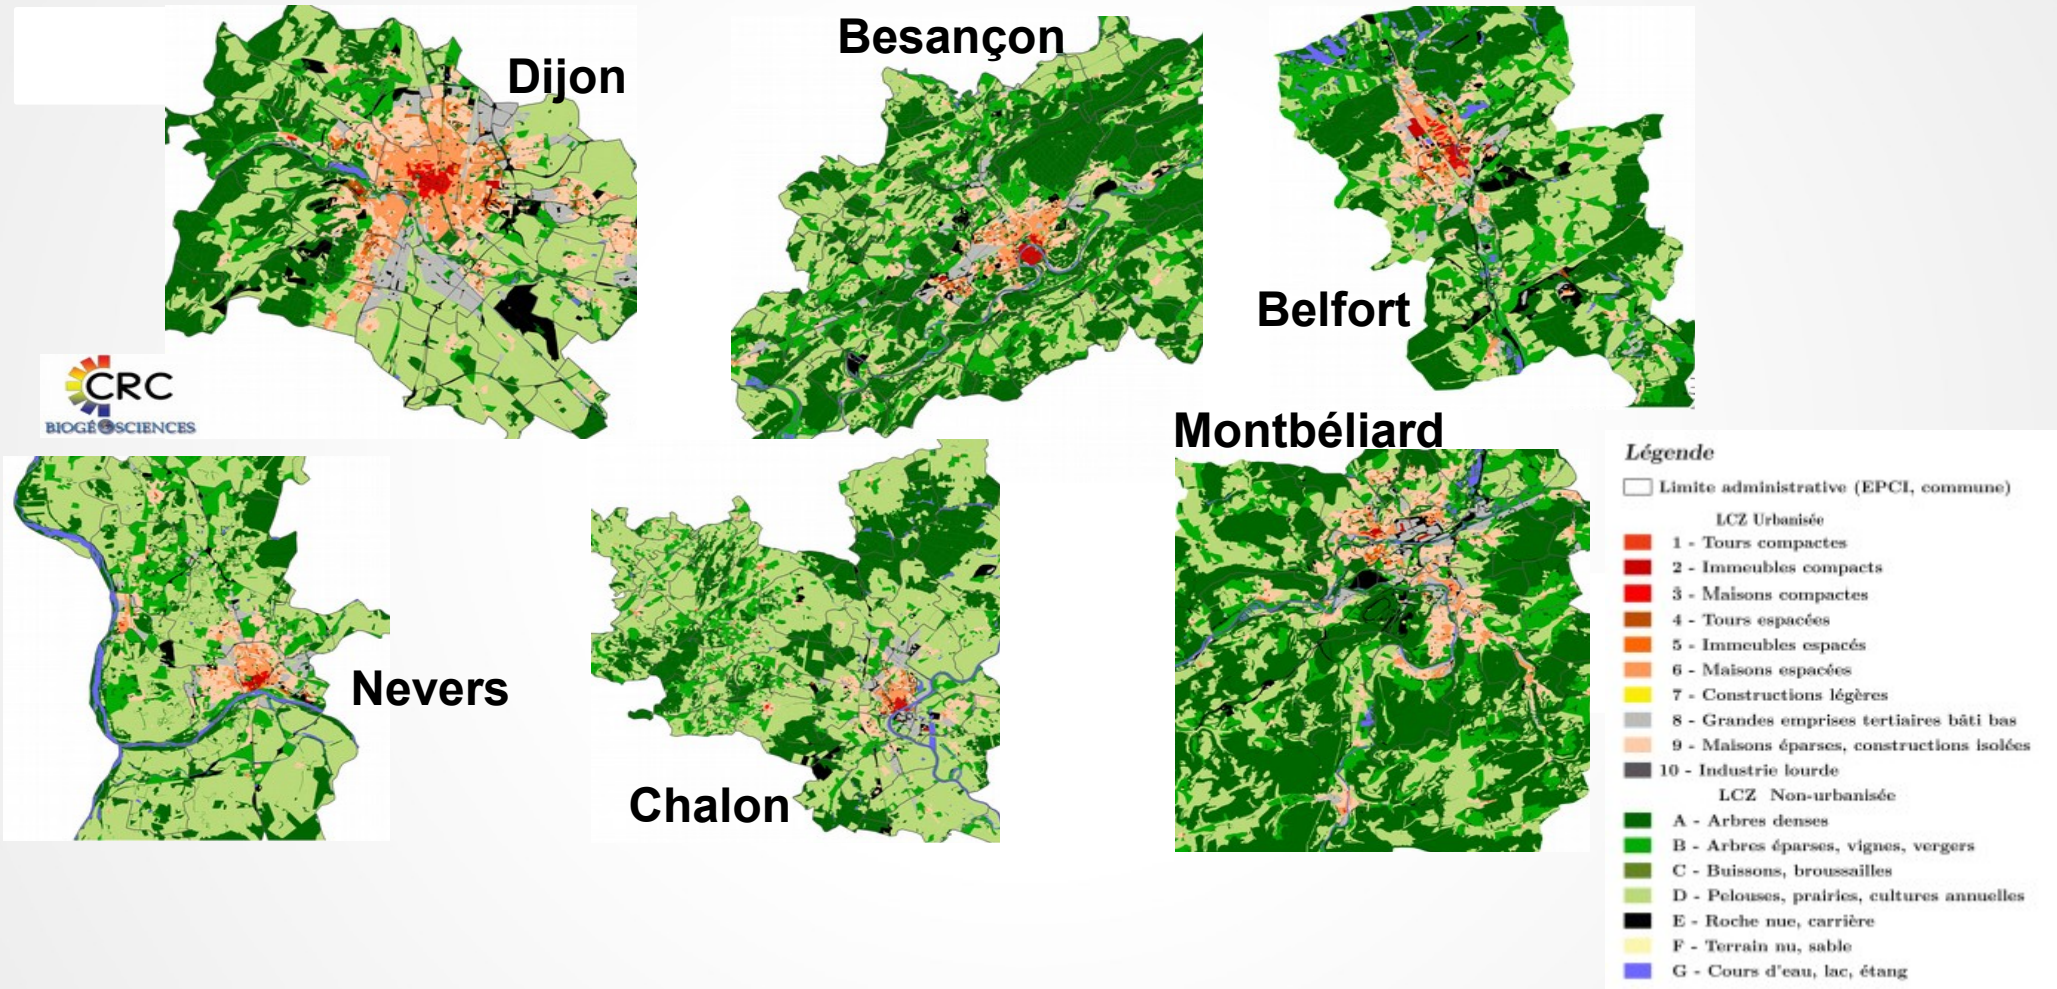 Dijon
Besançon
Belfort
CRC
BIOGÉOSCIENCES
Nevers
Chalon
Montbéliard
Légende
Limite administrative (EPCI, commune)
LCZ Urbanisée
1 - Tours compactes
2 - Immeubles compacts
3 - Maisons compactes
4 - Tours espacées
5 - Immeubles espacés
6 - Maisons espacées
7 - Constructions légères
8 - Grandes emprises tertiaires bâti bas
9 - Maisons éparses, constructions isolées
10 - Industrie lourde
LCZ Non-urbanisée
A - Arbres denses
B - Arbres éparses, vignes, vergers
C - Buissons, broussailles
D - Pelouses, prairies, cultures annuelles
E - Roche nue, carrière
F - Terrain nu, sable
G - Cours d'eau, lac, étang